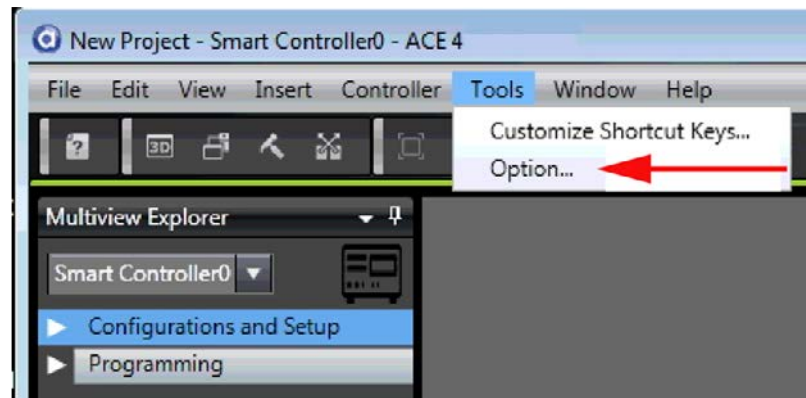 New Project - Smart Controller0 - ACE 4
File Edit View Insert Controller Tools Window Help
3D
Customize Shortcut Keys...
Option...
Multiview Explorer
Smart Controller0
Configurations and Setup
Programming